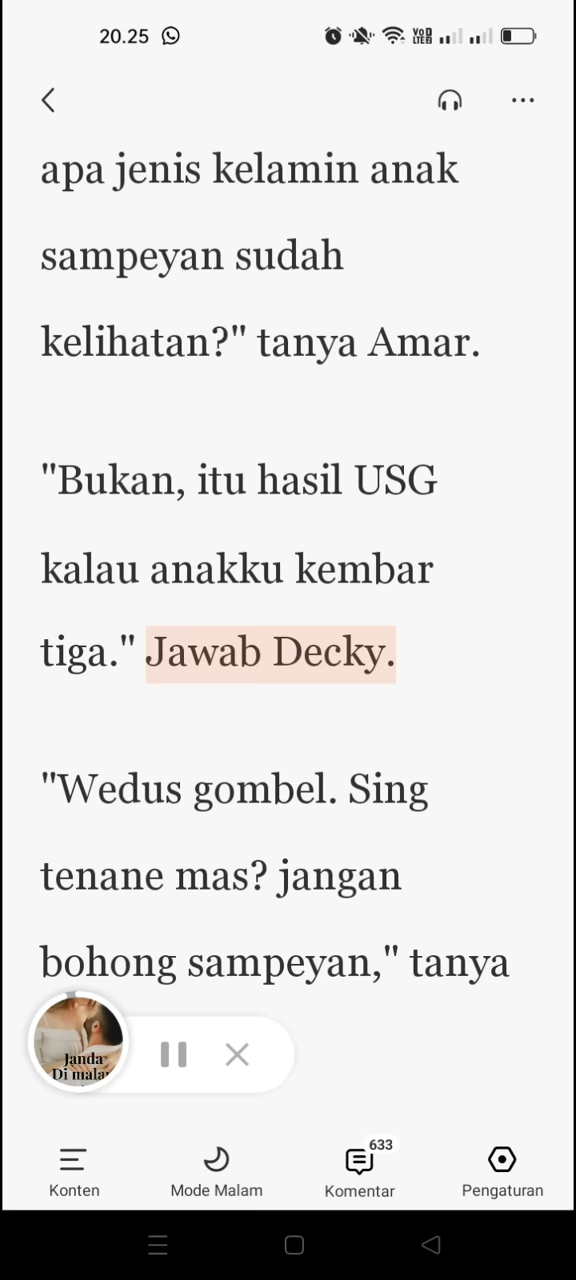 20.25
VoD
LTED
apa jenis kelamin anak
sampeyan sudah
kelihatan?" tanya Amar.
"Bukan, itu hasil USG
kalau anakku kembar
tiga." Jawab Decky.
"Wedus gombel. Sing
tenane mas? jangan
bohong sampeyan," tanya
Janda
Di mala
633
Konten
Mode Malam
Komentar
Pengaturan